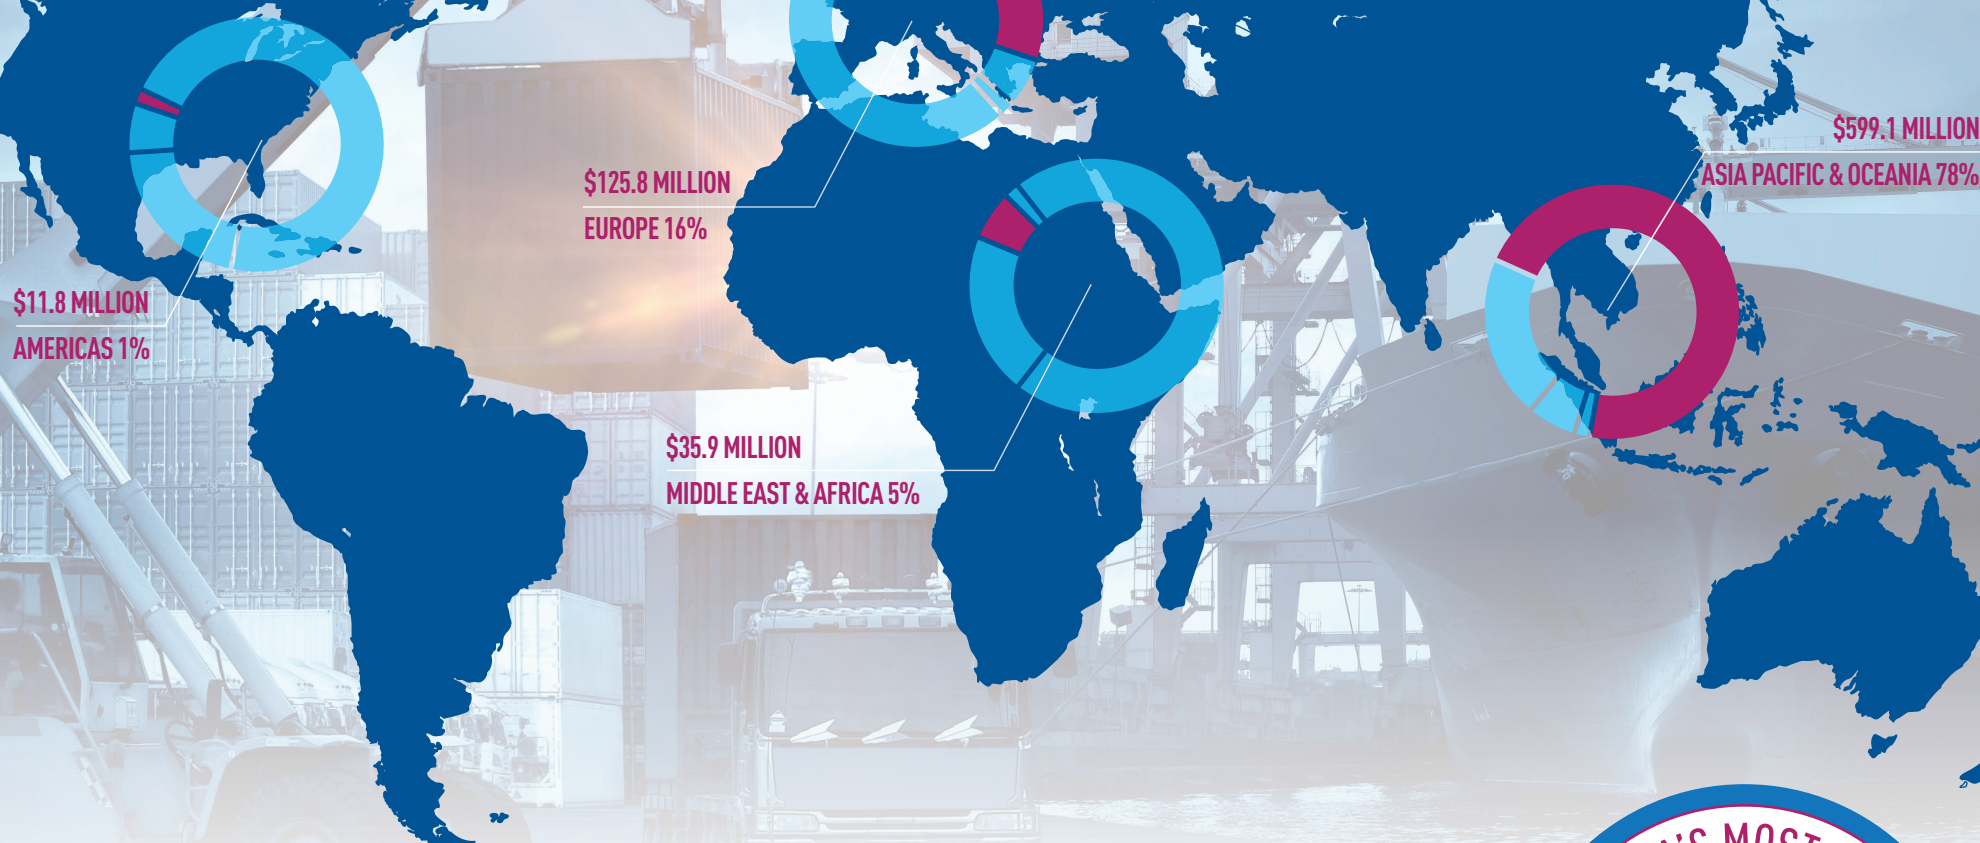 $599.1 MILLION
ASIA PACIFIC & OCEANIA 78%
$125.8 MILLION
EUROPE 16%
$11.8 MILLION
AMERICAS 1%
$35.9 MILLION
MIDDLE EAST & AFRICA 5%
'S MOST